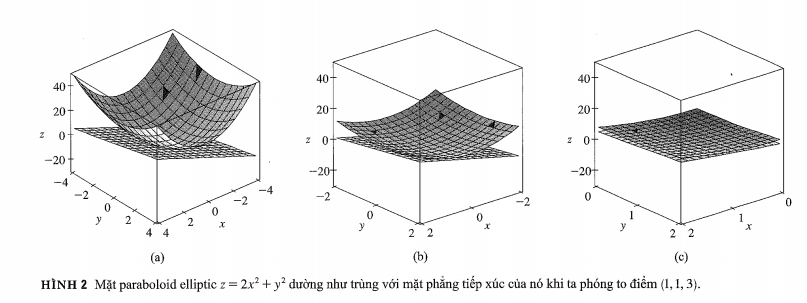 40
20
z 0
−20
−4
−2
0
y 2
4 4
2
0
x −2
−4
(a)
40
20
z 0
−20
−2
0
y
2 2
0
x
−2
(b)
40
20
z 0
−20
0
1
y
2 2
1
x
0
(c)
HÌNH 2 Mặt paraboloid elliptic z = 2x² + y² dường như trùng với mặt phẳng tiếp xúc của nó khi ta phóng to điểm (1, 1, 3).